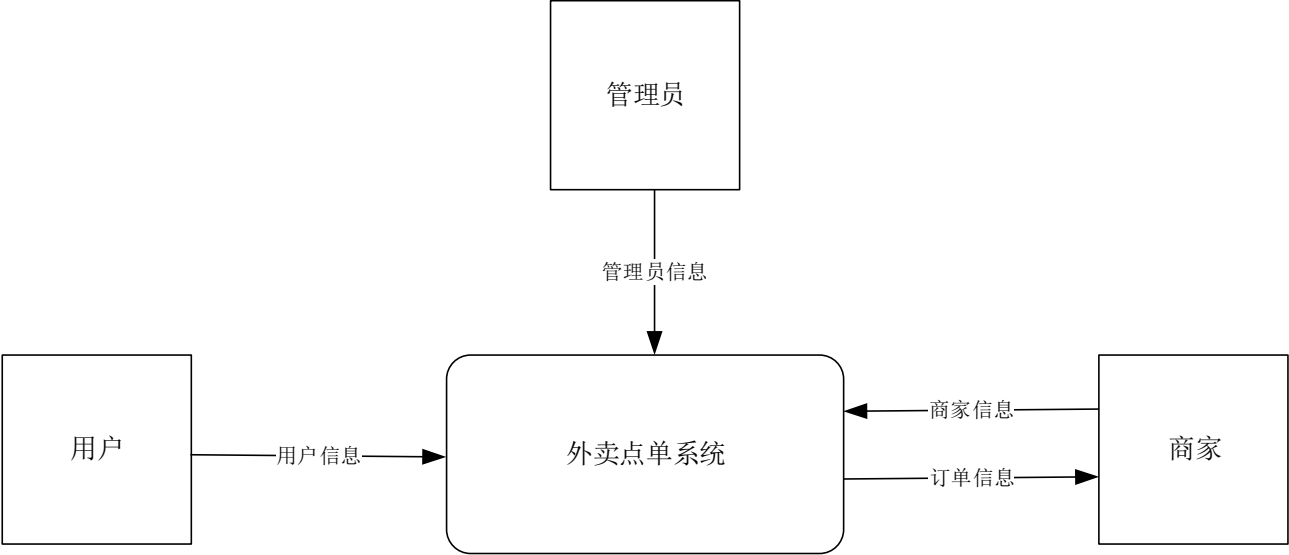 管理员
管理员信息
用户
用户信息
外卖点单系统
商家信息
订单信息
商家